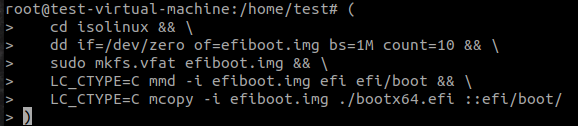 root@test-virtual-machine:/home/test# (
>    cd isolinux && \
>    dd if=/dev/zero of=efiboot.img bs=1M count=10 && \
>    sudo mkfs.vfat efiboot.img && \
>    LC_CTYPE=C mmd -i efiboot.img efi efi/boot && \
>    LC_CTYPE=C mcopy -i efiboot.img ./bootx64.efi ::efi/boot/
> )